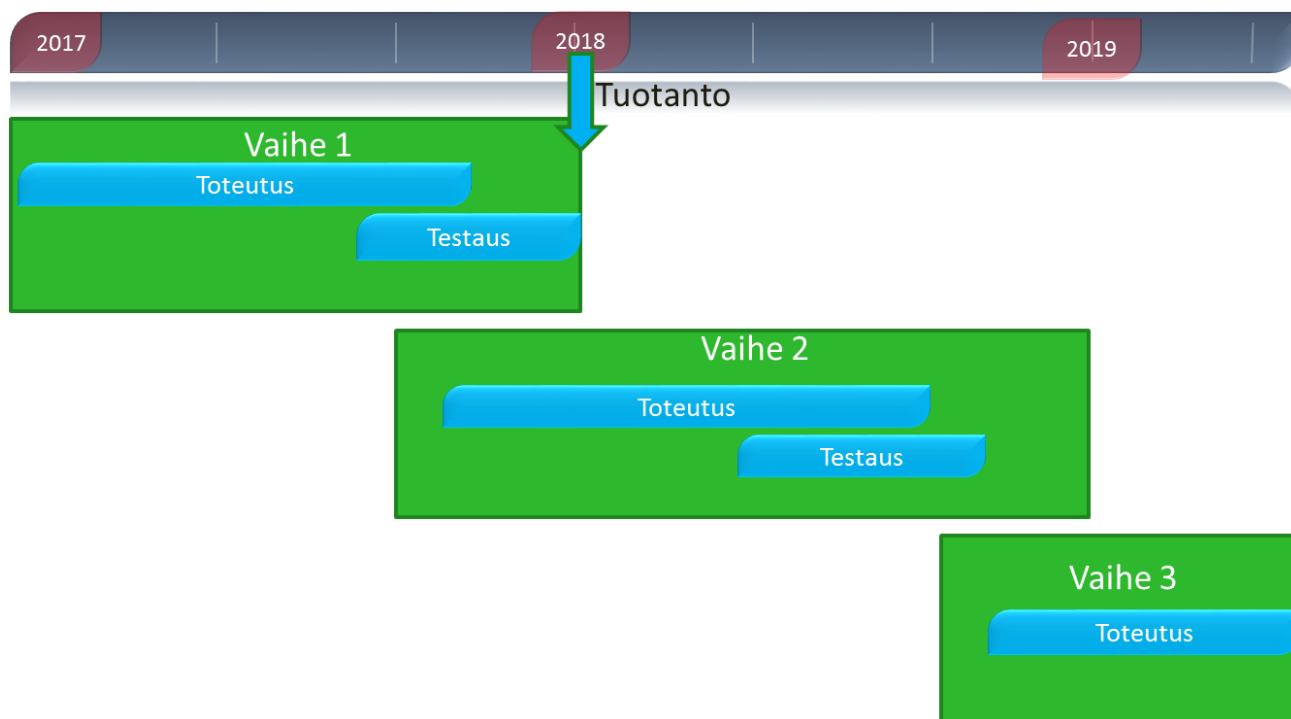 2017
2018
2019
Tuotanto
Vaihe 1
Toteutus
Testaus
Vaihe 2
Toteutus
Testaus
Vaihe 3
Toteutus